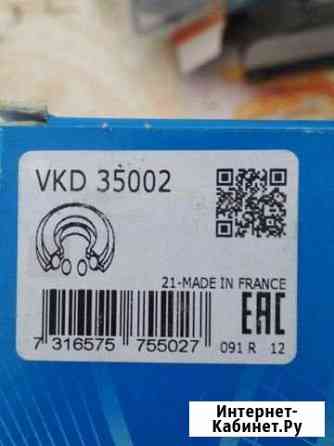 VKD 35002
21-MADE IN FRANCE
EAC
7 316575 755027
091 R 12
Интернет-
Кабинет.Ру